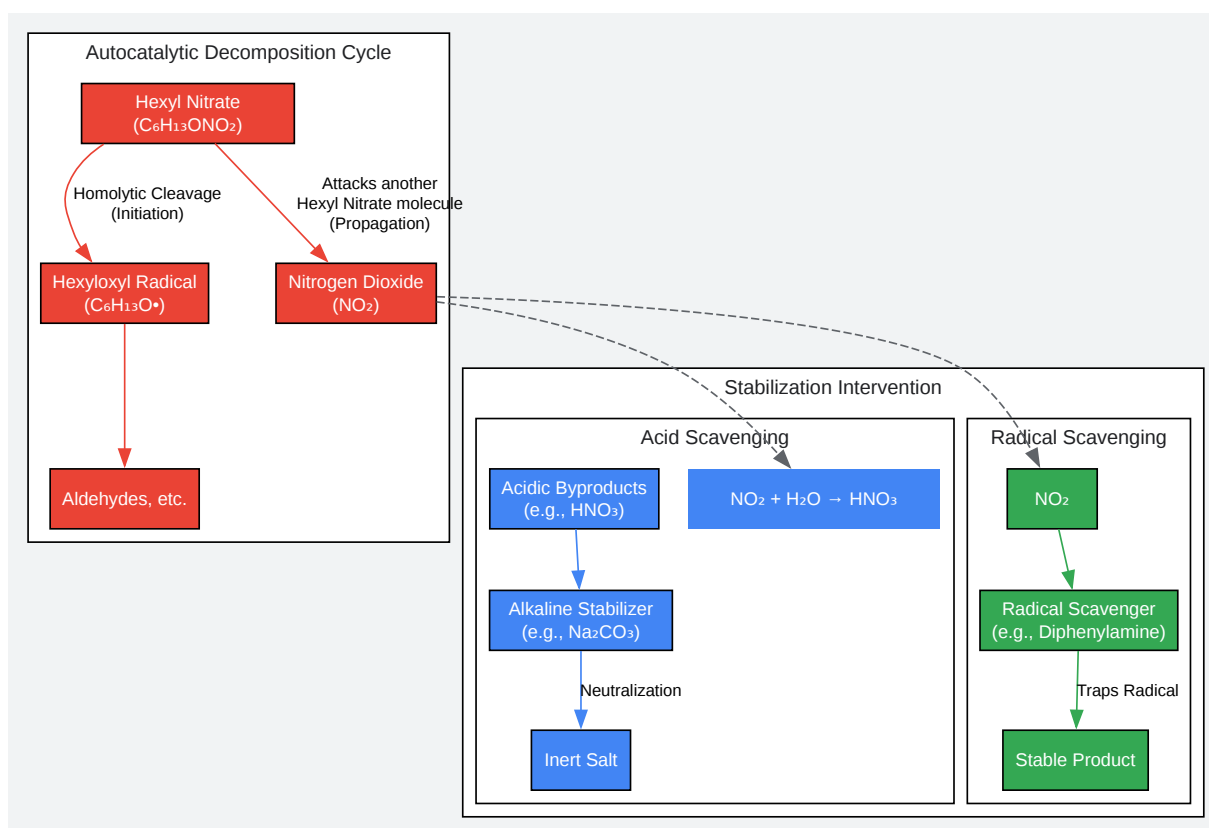 Autocatalytic Decomposition Cycle
Hexyl Nitrate
(C₆H₁₃ONO₂)
Homolytic Cleavage
(Initiation)
Attacks another
Hexyl Nitrate molecule
(Propagation)
Hexyloxyl Radical
(C₆H₁₃O•)
Nitrogen Dioxide
(NO₂)
Aldehydes, etc.
Stabilization Intervention
Acid Scavenging
Acidic Byproducts
(e.g., HNO₃)
NO₂ + H₂O → HNO₃
Alkaline Stabilizer
(e.g., Na₂CO₃)
Neutralization
Inert Salt
Radical Scavenging
NO₂
Radical Scavenger
(e.g., Diphenylamine)
Traps Radical
Stable Product